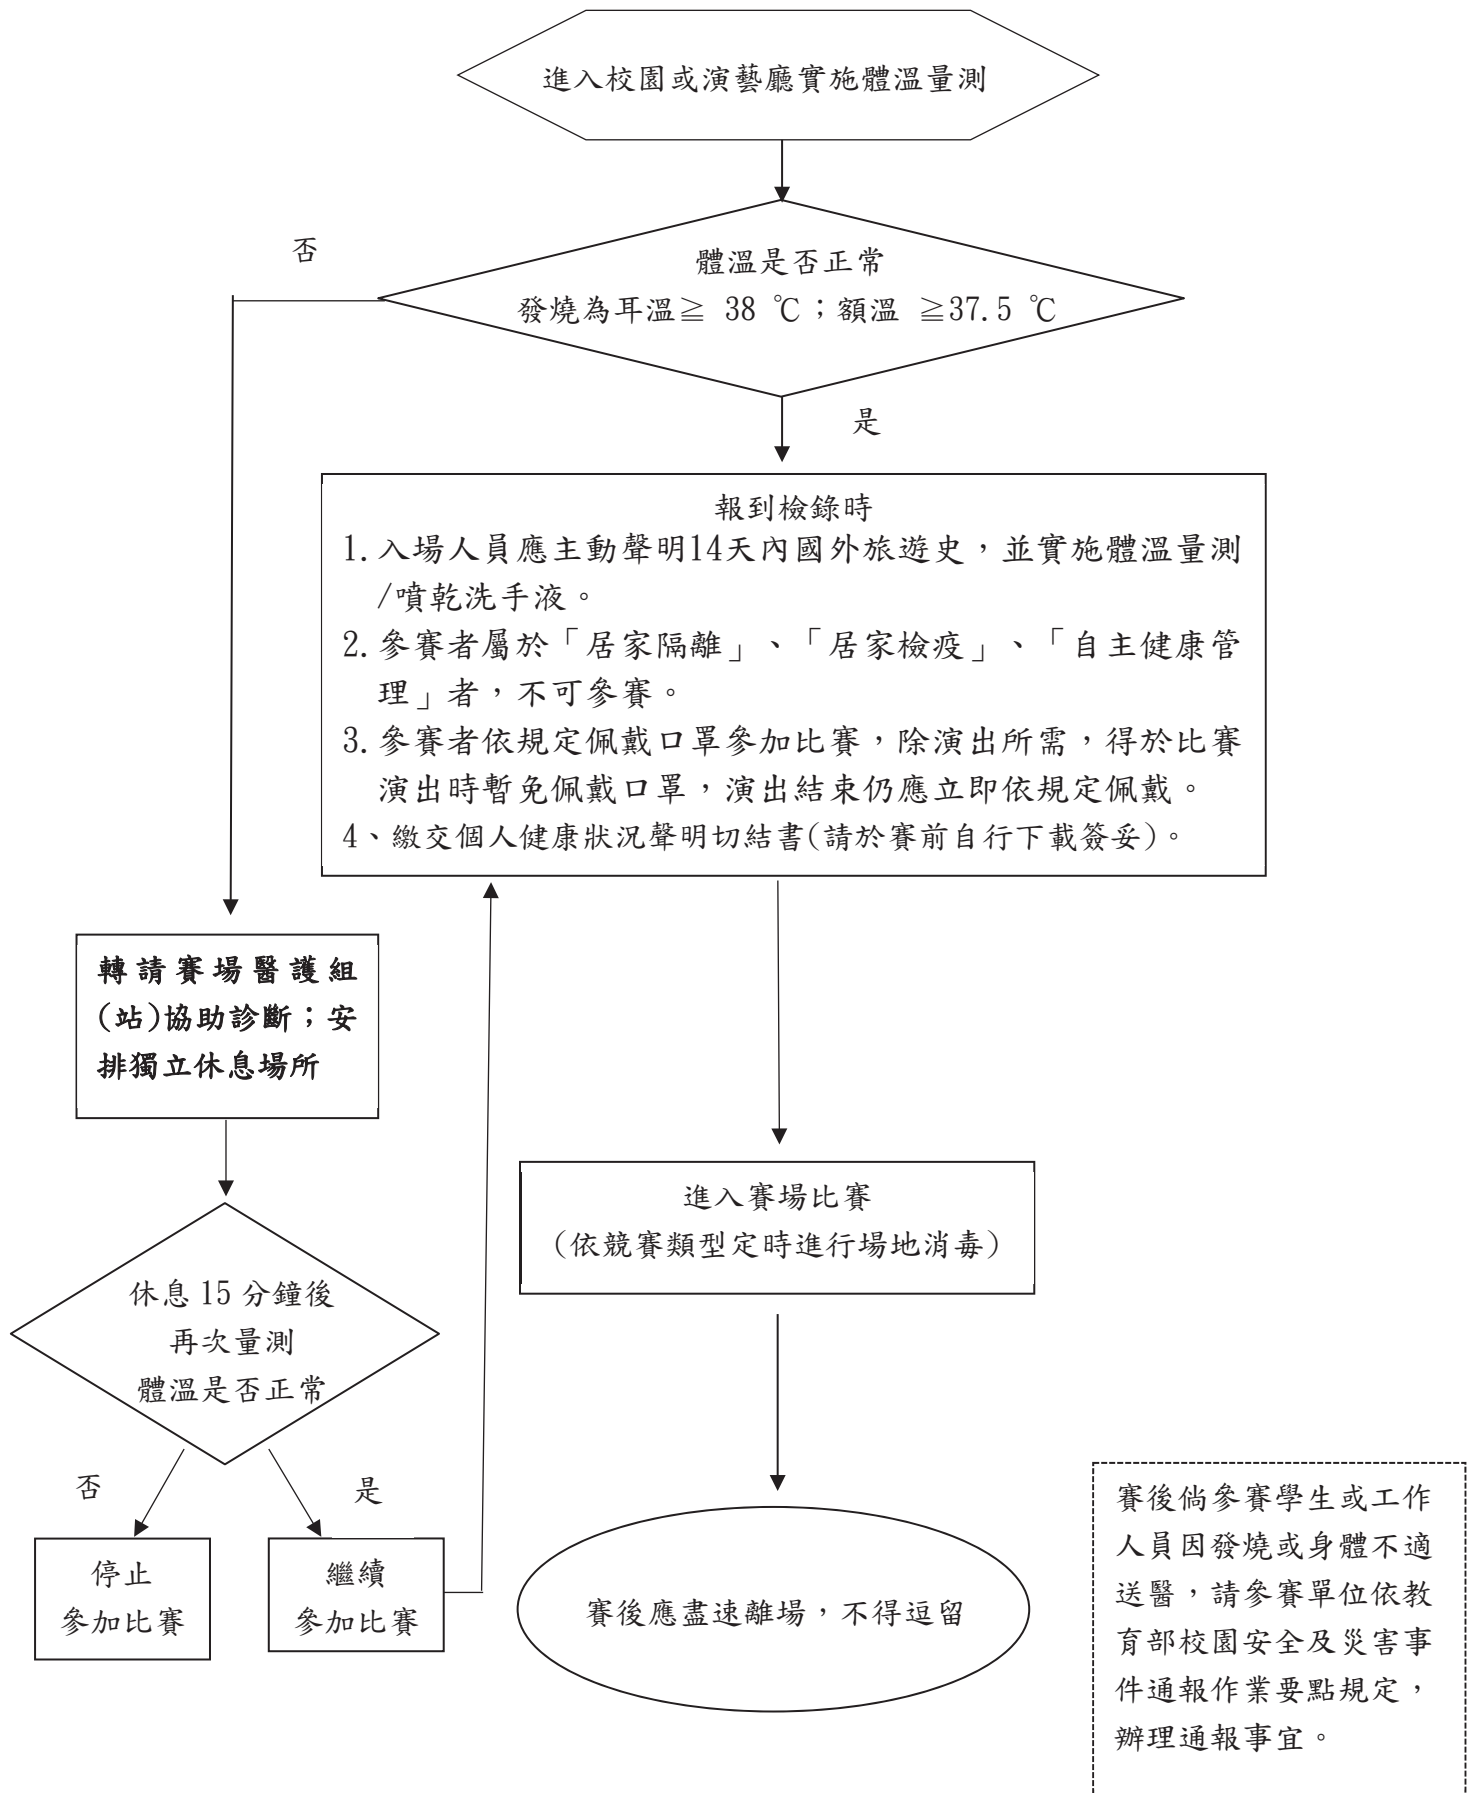 進入校園或演藝廳實施體溫量測
否
體溫是否正常
發燒為耳溫≧ 38 ℃；額溫 ≧37.5 ℃
是
報到檢錄時
1.入場人員應主動聲明14天內國外旅遊史，並實施體溫量測
/噴乾洗手液。
2.參賽者屬於「居家隔離」、「居家檢疫」、「自主健康管
理」者，不可參賽。
3.參賽者依規定佩戴口罩參加比賽，除演出所需，得於比賽
演出時暫免佩戴口罩，演出結束仍應立即依規定佩戴。
4、繳交個人健康狀況聲明切結書(請於賽前自行下載簽妥)。
轉請賽場醫護組
(站)協助診斷；安
排獨立休息場所
進入賽場比賽
(依競賽類型定時進行場地消毒)
休息 15 分鐘後
再次量測
體溫是否正常
否
是
停止
參加比賽
繼續
參加比賽
賽後應盡速離場，不得逗留
賽後倘參賽學生或工作
人員因發燒或身體不適
送醫，請參賽單位依教
育部校園安全及災害事
件通報作業要點規定，
辦理通報事宜。